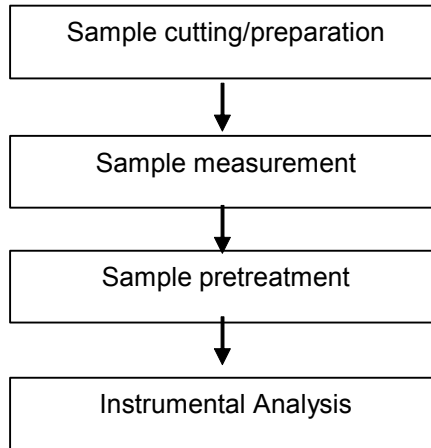 Sample cutting/preparation
Sample measurement
Sample pretreatment
Instrumental Analysis